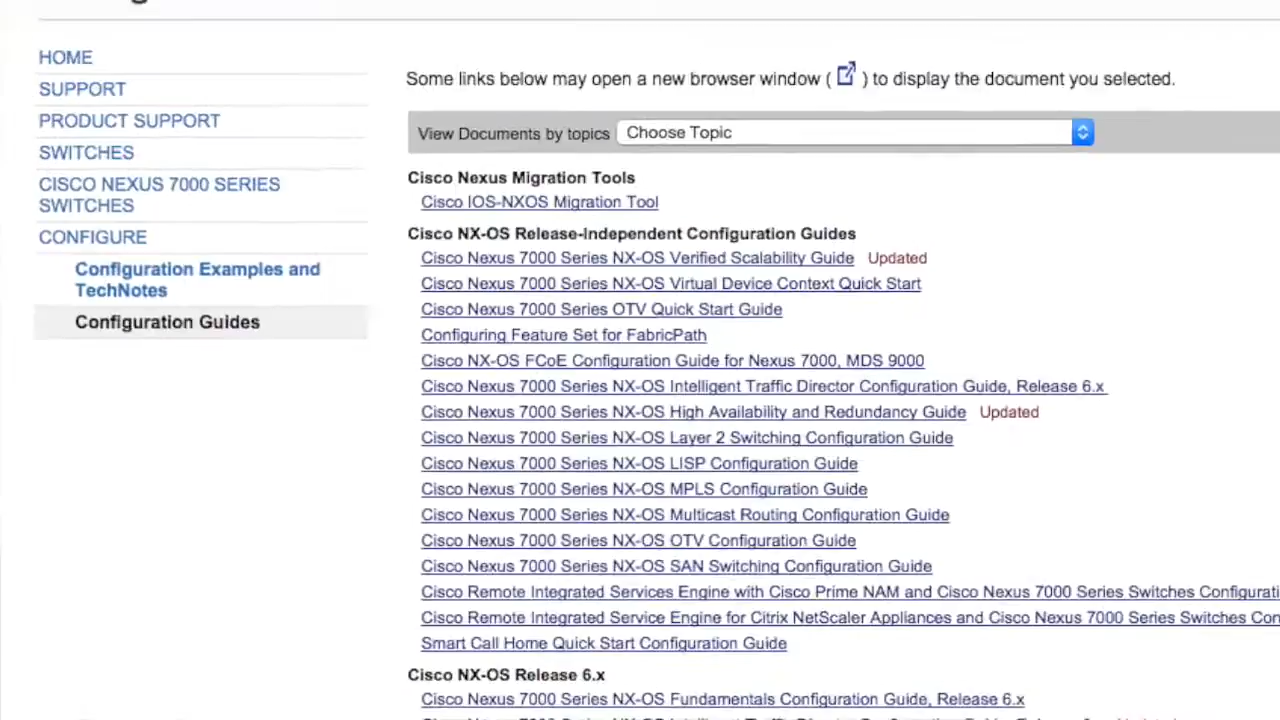 HOME
SUPPORT
PRODUCT SUPPORT
SWITCHES
CISCO NEXUS 7000 SERIES
SWITCHES
CONFIGURE
Configuration Examples and
TechNotes
Configuration Guides
Some links below may open a new browser window ( ) to display the document you selected.
View Documents by topics Choose Topic
Cisco Nexus Migration Tools
Cisco IOS-NXOS Migration Tool
Cisco NX-OS Release-Independent Configuration Guides
Cisco Nexus 7000 Series NX-OS Verified Scalability Guide Updated
Cisco Nexus 7000 Series NX-OS Virtual Device Context Quick Start
Cisco Nexus 7000 Series OTV Quick Start Guide
Configuring Feature Set for FabricPath
Cisco NX-OS FCoE Configuration Guide for Nexus 7000, MDS 9000
Cisco Nexus 7000 Series NX-OS Intelligent Traffic Director Configuration Guide, Release 6.x
Cisco Nexus 7000 Series NX-OS High Availability and Redundancy Guide Updated
Cisco Nexus 7000 Series NX-OS Layer 2 Switching Configuration Guide
Cisco Nexus 7000 Series NX-OS LISP Configuration Guide
Cisco Nexus 7000 Series NX-OS MPLS Configuration Guide
Cisco Nexus 7000 Series NX-OS Multicast Routing Configuration Guide
Cisco Nexus 7000 Series NX-OS OTV Configuration Guide
Cisco Nexus 7000 Series NX-OS SAN Switching Configuration Guide
Cisco Remote Integrated Services Engine with Cisco Prime NAM and Cisco Nexus 7000 Series Switches Configurati
Cisco Remote Integrated Service Engine for Citrix NetScaler Appliances and Cisco Nexus 7000 Series Switches Con
Smart Call Home Quick Start Configuration Guide
Cisco NX-OS Release 6.x
Cisco Nexus 7000 Series NX-OS Fundamentals Configuration Guide, Release 6.x